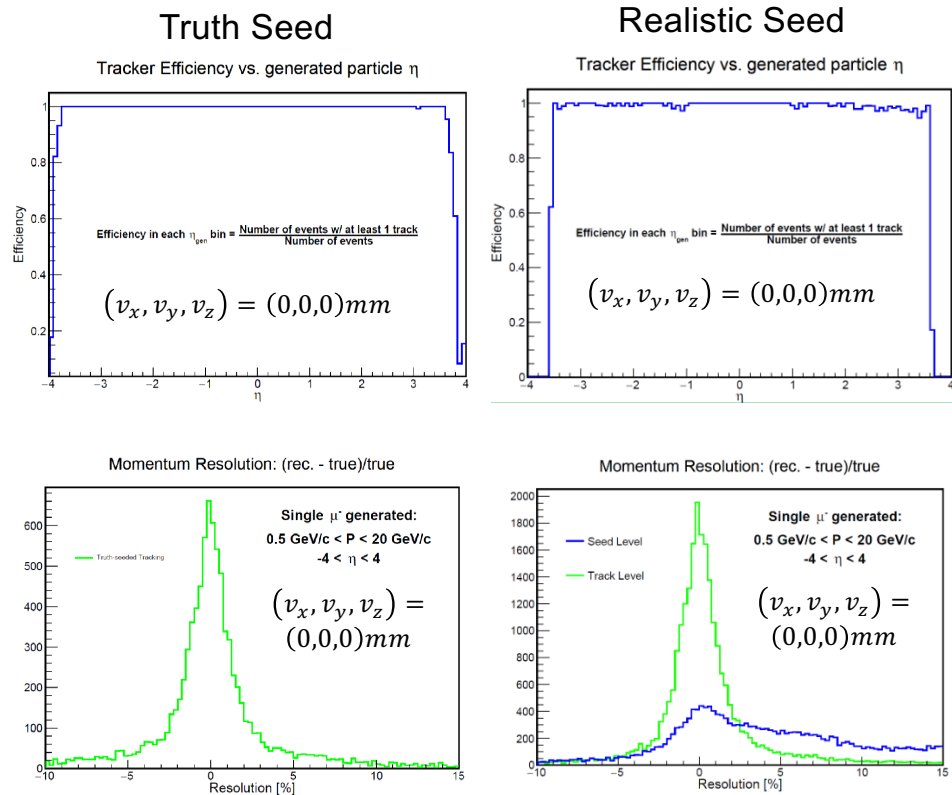 Truth Seed
Realistic Seed
Tracker Efficiency vs. generated particle η
Efficiency
1
0.8
0.6
0.4
0.2
Efficiency in each η_gen bin = Number of events w/ at least 1 track
Number of events
(v_x, v_y, v_z) = (0,0,0)mm
−4 −3 −2 −1 0 1 2 3 4
η
Tracker Efficiency vs. generated particle η
Efficiency
1
0.8
0.6
0.4
0.2
0
Efficiency in each η_gen bin = Number of events w/ at least 1 track
Number of events
(v_x, v_y, v_z) = (0,0,0)mm
−4 −3 −2 −1 0 1 2 3 4
η
Momentum Resolution: (rec. - true)/true
600
500
400
300
200
100
0
Truth-seeded Tracking
Single μ⁻ generated:
0.5 GeV/c < P < 20 GeV/c
-4 < η < 4
(v_x, v_y, v_z) =
(0,0,0)mm
−10 −5 0 5 10 15
Resolution [%]
Momentum Resolution: (rec. - true)/true
2000
1800
1600
1400
1200
1000
800
600
400
200
0
Seed Level
Track Level
Single μ⁻ generated:
0.5 GeV/c < P < 20 GeV/c
-4 < η < 4
(v_x, v_y, v_z) =
(0,0,0)mm
−10 −5 0 5 10 15
Resolution [%]